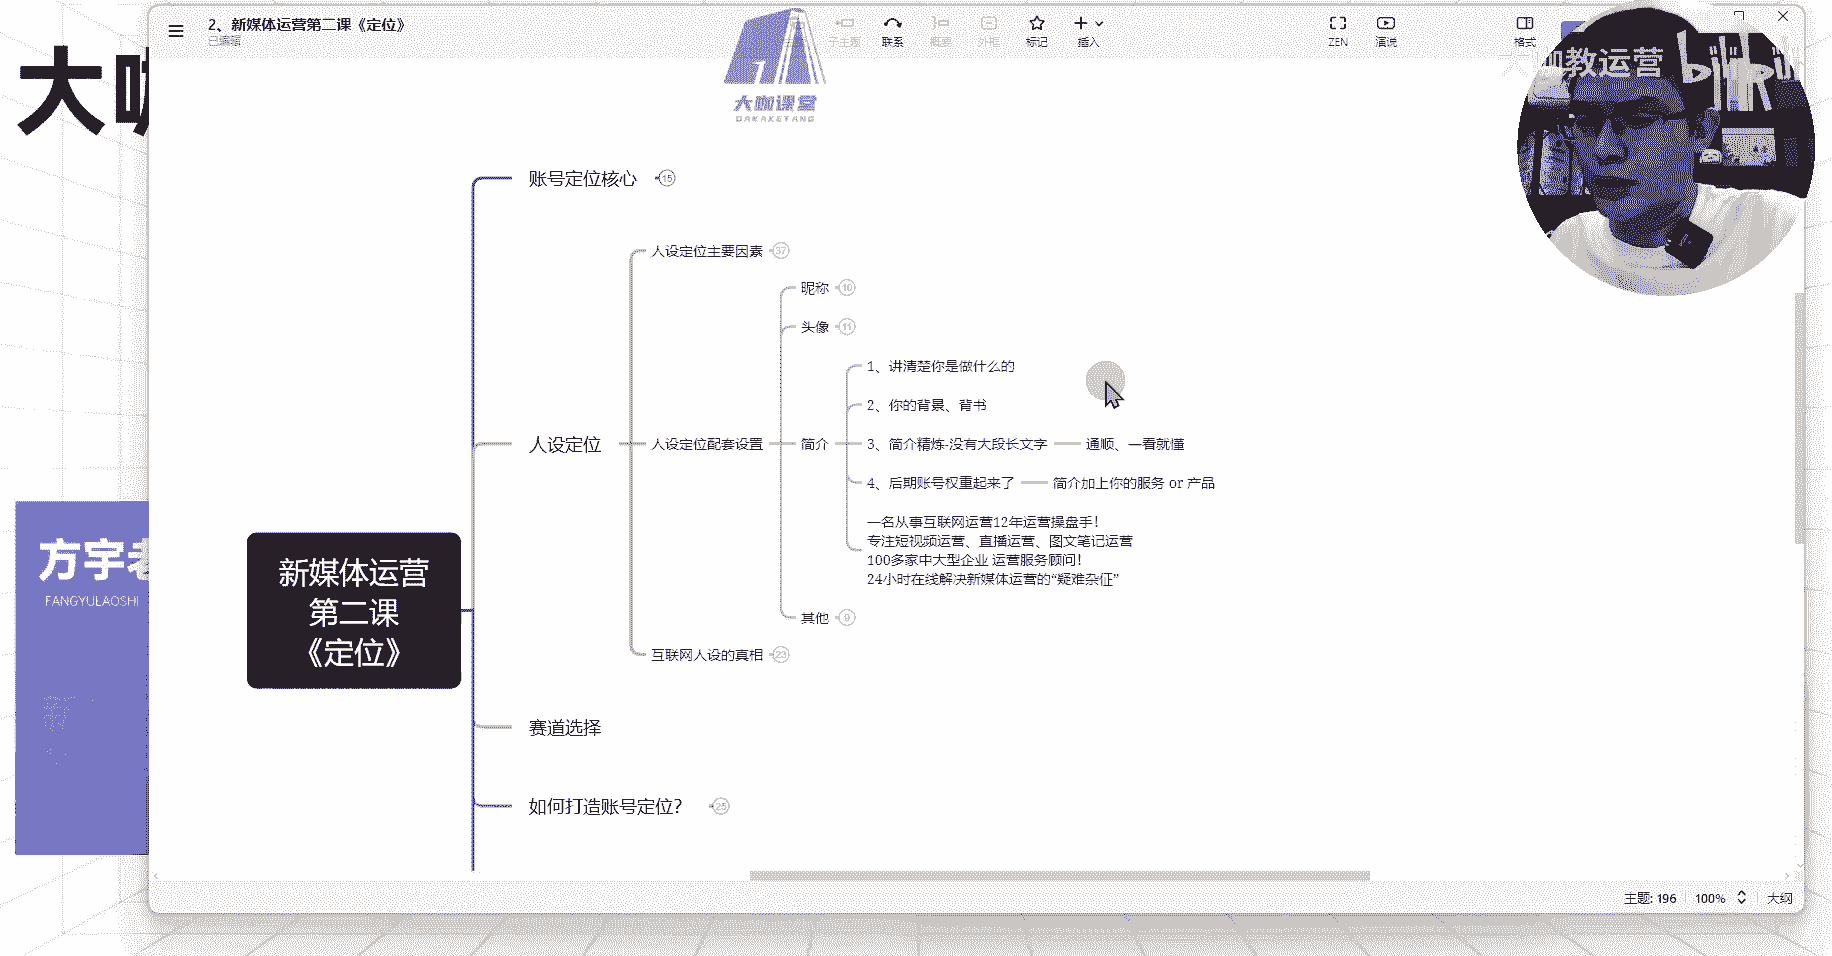 2、新媒体运营第二课《定位》
已编辑
子主题
联系
概要
外框
标记
插入
ZEN
演说
格式
大咖教运营
bilibili
大咖
大咖课堂
DAKAKETANG
账号定位核心
15
人设定位主要因素
37
昵称
10
头像
11
1、讲清楚你是做什么的
2、你的背景、背书
人设定位
人设定位配套设置
简介
3、简介精炼-没有大段长文字
通顺、一看就懂
4、后期账号权重起来了
简介加上你的服务 or 产品
一名从事互联网运营12年运营操盘手！
专注短视频运营、直播运营、图文笔记运营
100多家中大型企业 运营服务顾问！
24小时在线解决新媒体运营的“疑难杂征”
其他
9
互联网人设的真相
23
新媒体运营
第二课
《定位》
方宇老
FANGYULAOSHI
赛道选择
如何打造账号定位？
25
主题: 196
100%
大纲